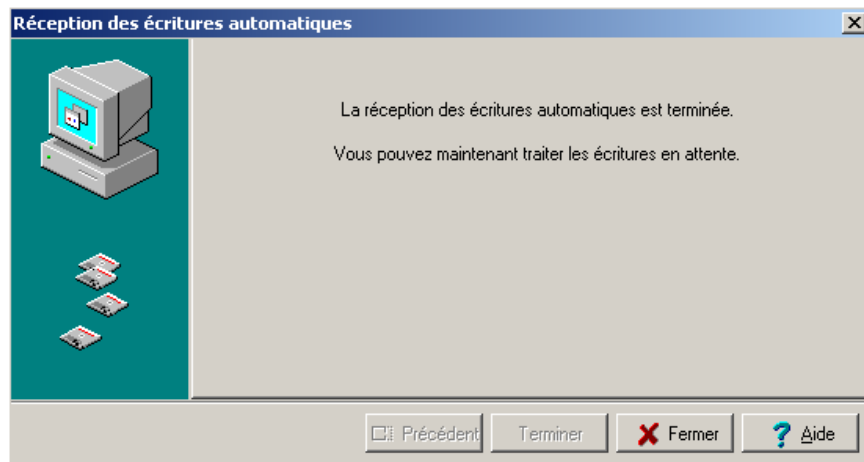 Réception des écritures automatiques
La réception des écritures automatiques est terminée.
Vous pouvez maintenant traiter les écritures en attente.
Précédent
Terminer
Fermer
Aide